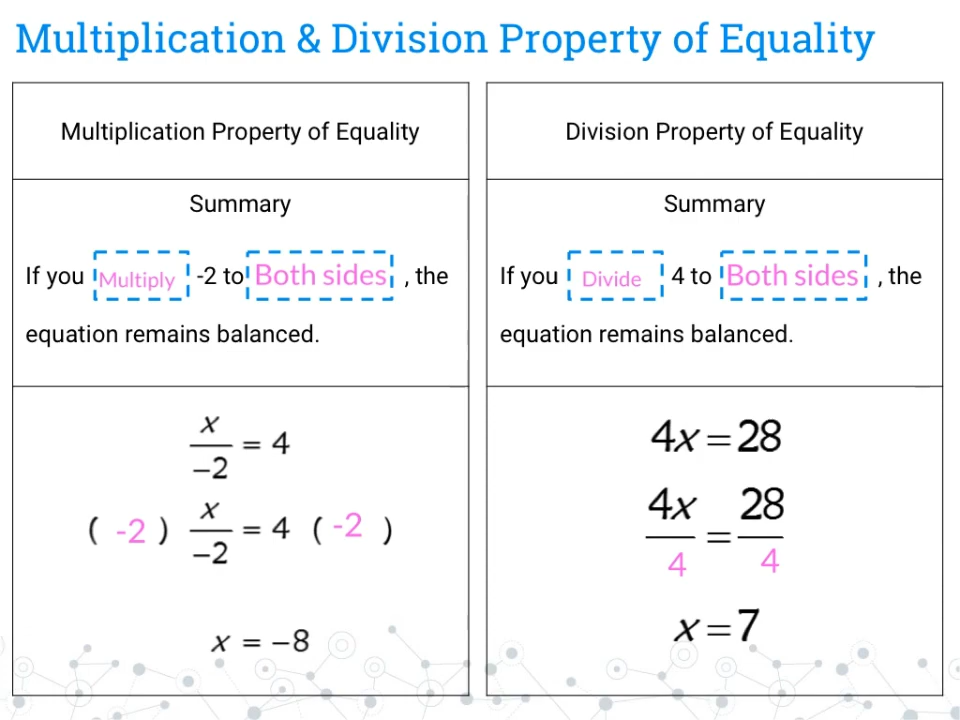 Multiplication & Division Property of Equality
Multiplication Property of Equality
Summary
If you Multiply -2 to Both sides , the
equation remains balanced.
x/-2 = 4
( -2 ) x/-2 = 4 ( -2 )
x = -8
Division Property of Equality
Summary
If you Divide 4 to Both sides , the
equation remains balanced.
4x = 28
4x/4 = 28/4
x = 7